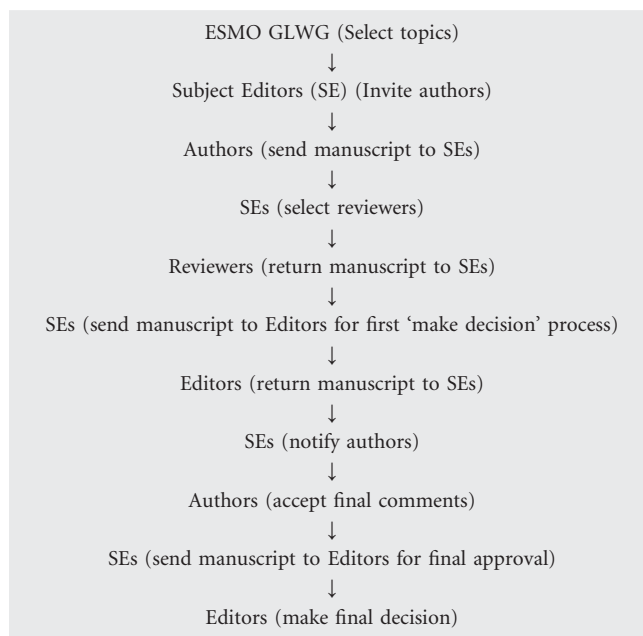 ESMO GLWG (Select topics)
↓
Subject Editors (SE) (Invite authors)
↓
Authors (send manuscript to SEs)
↓
SEs (select reviewers)
↓
Reviewers (return manuscript to SEs)
↓
SEs (send manuscript to Editors for first ‘make decision’ process)
↓
Editors (return manuscript to SEs)
↓
SEs (notify authors)
↓
Authors (accept final comments)
↓
SEs (send manuscript to Editors for final approval)
↓
Editors (make final decision)